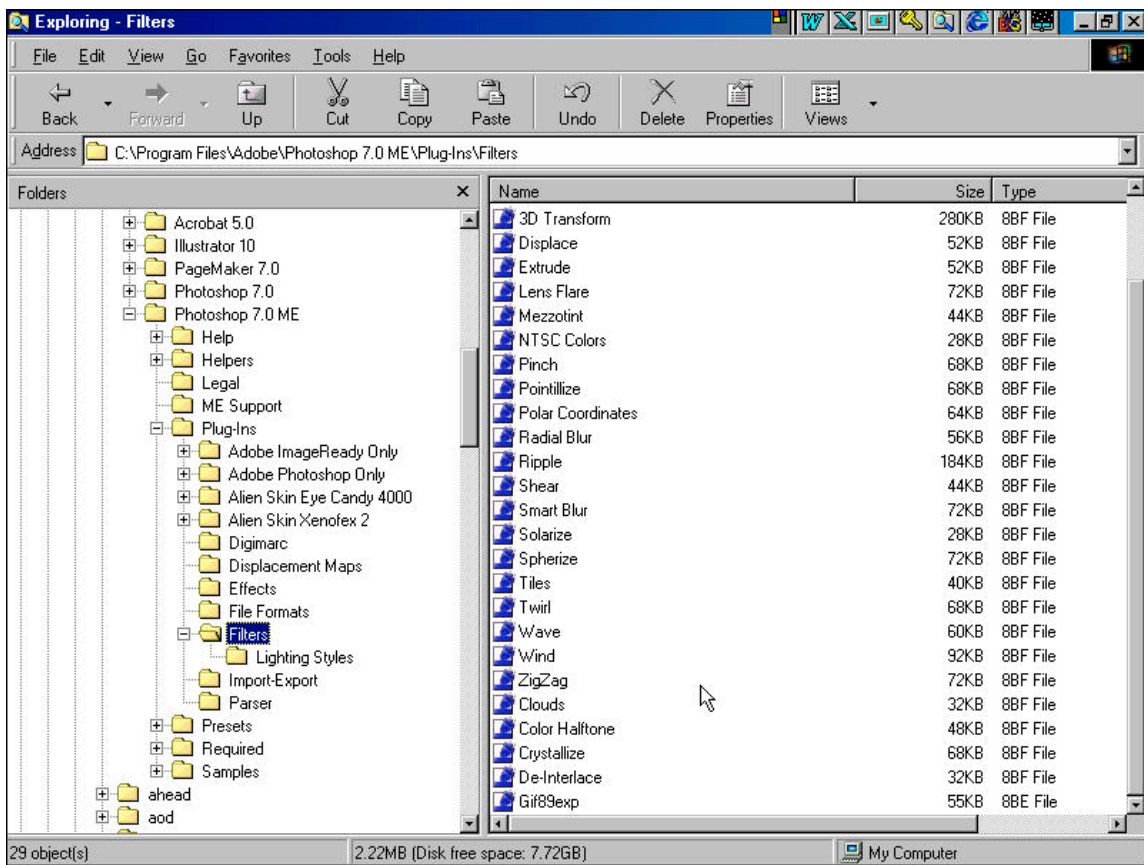 Exploring - Filters
File Edit View Go Favorites Tools Help
Back Forward Up Cut Copy Paste Undo Delete Properties Views
Address C:\Program Files\Adobe\Photoshop 7.0 ME\Plug-Ins\Filters
Folders
Acrobat 5.0
Illustrator 10
PageMaker 7.0
Photoshop 7.0
Photoshop 7.0 ME
Help
Helpers
Legal
ME Support
Plug-Ins
Adobe ImageReady Only
Adobe Photoshop Only
Alien Skin Eye Candy 4000
Alien Skin Xenofex 2
Digimarc
Displacement Maps
Effects
File Formats
Filters
Lighting Styles
Import-Export
Parser
Presets
Required
Samples
ahead
aod
Name Size Type
3D Transform 280KB 8BF File
Displace 52KB 8BF File
Extrude 52KB 8BF File
Lens Flare 72KB 8BF File
Mezzotint 44KB 8BF File
NTSC Colors 28KB 8BF File
Pinch 68KB 8BF File
Pointillize 68KB 8BF File
Polar Coordinates 64KB 8BF File
Radial Blur 56KB 8BF File
Ripple 184KB 8BF File
Shear 44KB 8BF File
Smart Blur 72KB 8BF File
Solarize 28KB 8BF File
Spherize 72KB 8BF File
Tiles 40KB 8BF File
Twirl 68KB 8BF File
Wave 60KB 8BF File
Wind 92KB 8BF File
ZigZag 72KB 8BF File
Clouds 32KB 8BF File
Color Halftone 48KB 8BF File
Crystallize 68KB 8BF File
De-Interlace 32KB 8BF File
Gif89exp 55KB 8BE File
29 object(s) 2.22MB (Disk free space: 7.72GB) My Computer